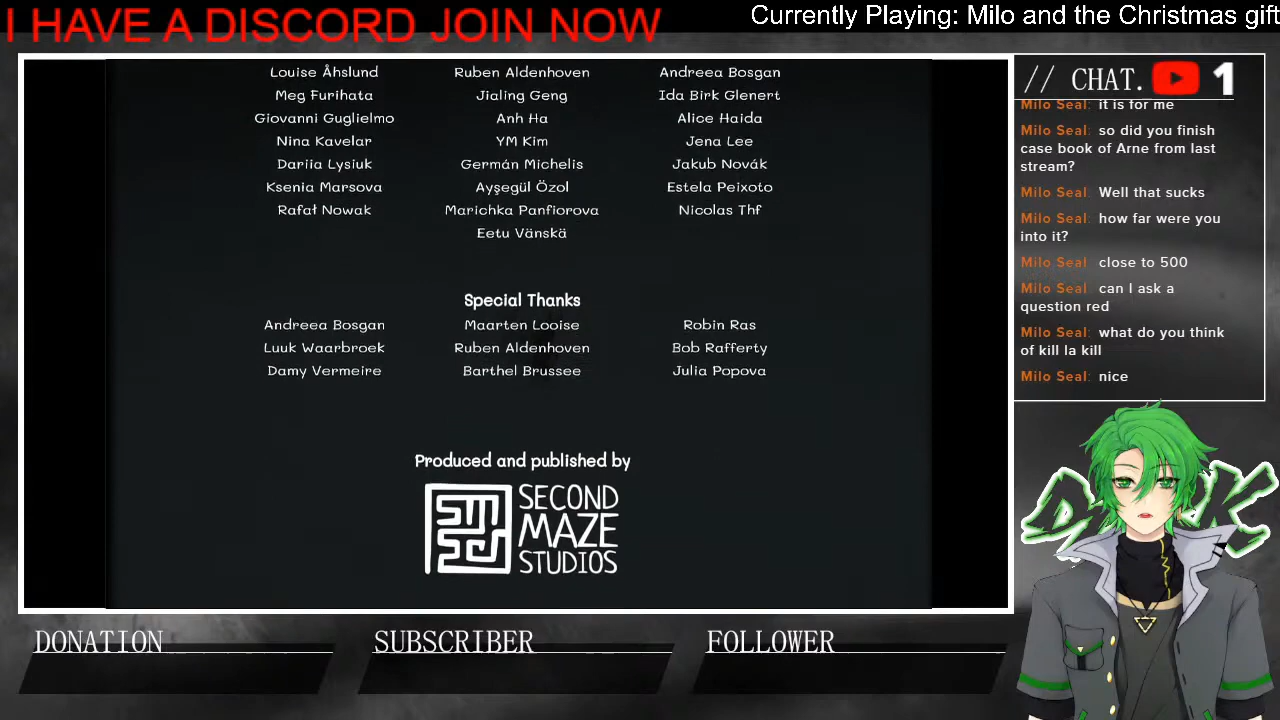 I HAVE A DISCORD JOIN NOW
Currently Playing: Milo and the Christmas gift
Louise Åhslund Ruben Aldenhoven Andreea Bosgan
Meg Furihata Jialing Geng Ida Birk Glenert
Giovanni Guglielmo Anh Ha Alice Haida
Nina Kavelar YM Kim Jena Lee
Dariia Lysiuk Germán Michelis Jakub Novák
Ksenia Marsova Ayşegül Özol Estela Peixoto
Rafał Nowak Marichka Panfiorova Nicolas Thf
Eetu Vänskä
Special Thanks
Andreea Bosgan Maarten Looise Robin Ras
Luuk Waarbroek Ruben Aldenhoven Bob Rafferty
Damy Vermeire Barthel Brussee Julia Popova
Produced and published by
SECOND
MAZE
STUDIOS
// CHAT. 1
Milo Seal: it is for me
Milo Seal: so did you finish
case book of Arne from last
stream?
Milo Seal: Well that sucks
Milo Seal: how far were you
into it?
Milo Seal: close to 500
Milo Seal: can I ask a
question red
Milo Seal: what do you think
of kill la kill
Milo Seal: nice
DONATION
SUBSCRIBER
FOLLOWER